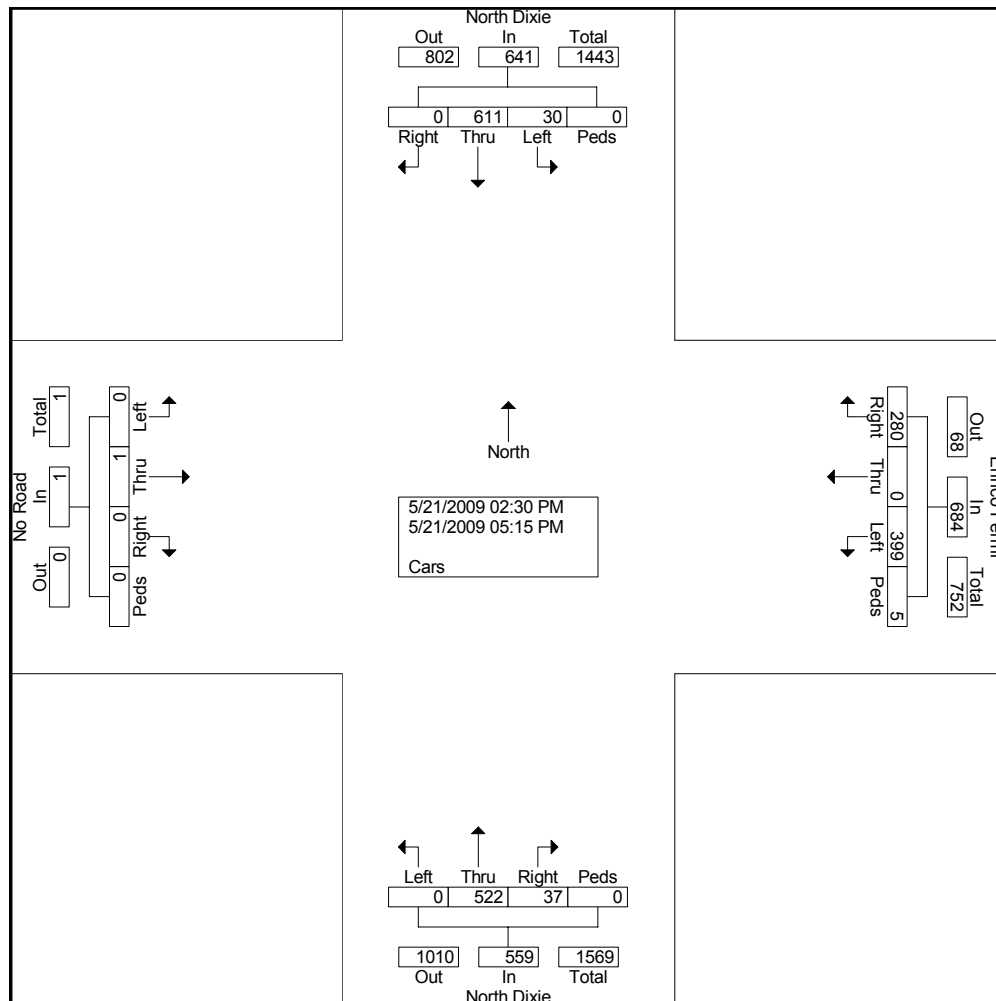 North Dixie
Out In Total
802 641 1443
0 611 30 0
Right Thru Left Peds
No Road
Total In Out
1 1 0
0 1 0 0
Left Thru Right Peds
North
5/21/2009 02:30 PM
5/21/2009 05:15 PM
Cars
Right Thru Left Peds
280 0 399 5
Out In Total
68 684 752
Left Thru Right Peds
0 522 37 0
1010 559 1569
Out In Total
North Dixie